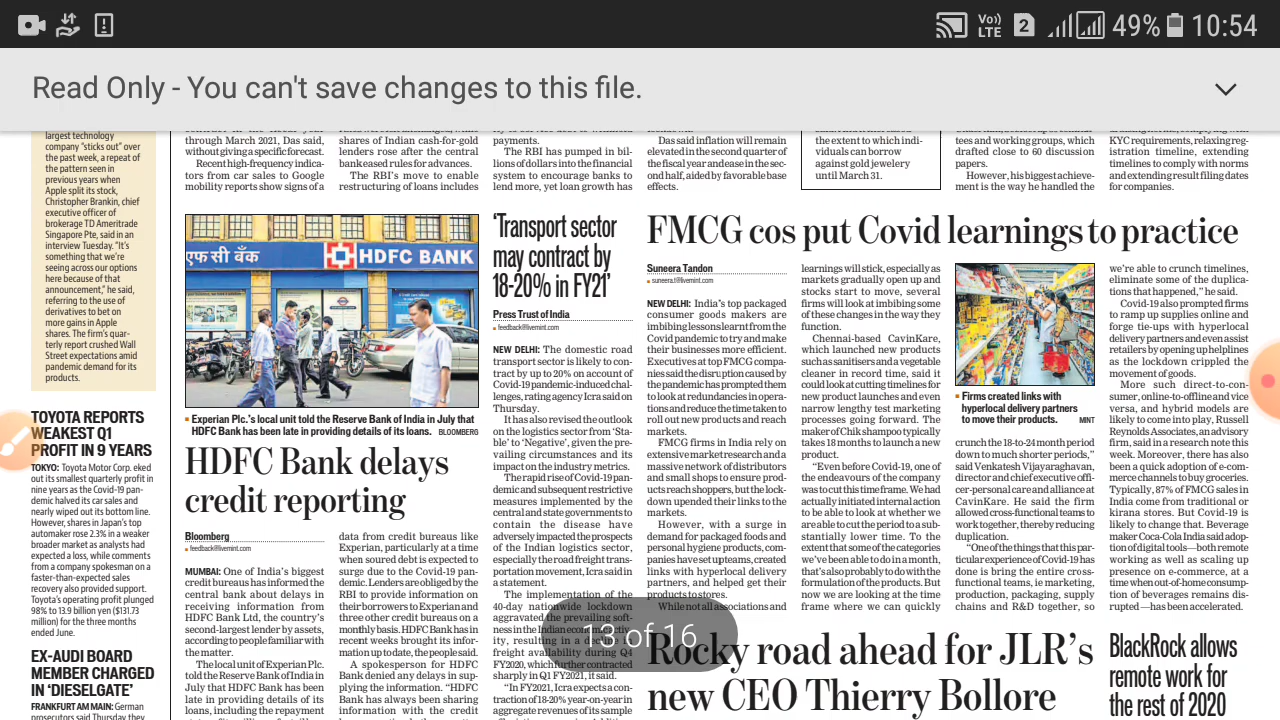 49% 10:54
VoLTE 2
Read Only - You can't save changes to this file.
largest technology
company “sticks out” over
the past week, a repeat of
the pattern seen in
previous years when
Apple split its stock,
Christopher Brankin, chief
executive officer of
brokerage TD Ameritrade
Singapore Pte, said in an
interview Tuesday. “It's
something that we're
seeing across our options
here because of that
announcement,” he said,
referring to the use of
derivatives to bet on
more gains in Apple
shares. The firm's quar-
terly report crushed Wall
Street expectations amid
pandemic demand for its
products.
TOYOTA REPORTS
WEAKEST Q1
PROFIT IN 9 YEARS
TOKYO: Toyota Motor Corp. eked
out its smallest quarterly profit in
nine years as the Covid-19 pan-
demic halved its car sales and
nearly wiped out its bottom line.
However, shares in Japan's top
automaker rose 2.3% in a weaker
broader market as analysts had
expected a loss, while comments
from a company spokesman on a
faster-than-expected sales
recovery also provided support.
Toyota's operating profit plunged
98% to 13.9 billion yen ($131.73
million) for the three months
ended June.
EX-AUDI BOARD
MEMBER CHARGED
IN ‘DIESELGATE’
FRANKFURT AM MAIN: German
prosecutors said Thursday they
through March 2021, Das said,
without giving a specific forecast.
Recent high-frequency indica-
tors from car sales to Google
mobility reports show signs of a
shares of Indian cash-for-gold
lenders rose after the central
bank eased rules for advances.
The RBI's move to enable
restructuring of loans includes
payments.
The RBI has pumped in bil-
lions of dollars into the financial
system to encourage banks to
lend more, yet loan growth has
Das said inflation will remain
elevated in the second quarter of
the fiscal year and ease in the sec-
ond half, aided by favorable base
effects.
the extent to which indi-
viduals can borrow
against gold jewelery
until March 31.
tees and working groups, which
drafted close to 60 discussion
papers.
However, his biggest achieve-
ment is the way he handled the
KYC requirements, relaxing reg-
istration timeline, extending
timelines to comply with norms
and extending result filing dates
for companies.
एफ सी बैंक
HDFC BANK
Experian Plc.'s local unit told the Reserve Bank of India in July that
HDFC Bank has been late in providing details of its loans. BLOOMBERG
HDFC Bank delays
credit reporting
Bloomberg
feedback@livemint.com
MUMBAI: One of India's biggest
credit bureaus has informed the
central bank about delays in
receiving information from
HDFC Bank Ltd, the country's
second-largest lender by assets,
according to people familiar with
the matter.
The local unit of Experian Plc.
told the Reserve Bank of India in
July that HDFC Bank has been
late in providing details of its
loans, including the repayment
data from credit bureaus like
Experian, particularly at a time
when soured debt is expected to
surge due to the Covid-19 pan-
demic. Lenders are obliged by the
RBI to provide information on
their borrowers to Experian and
three other credit bureaus on a
monthly basis. HDFC Bank has in
recent weeks brought its infor-
mation up to date, the people said.
A spokesperson for HDFC
Bank denied any delays in sup-
plying the information. “HDFC
Bank has always been sharing
information with the credit
‘Transport sector
may contract by
18-20% in FY21’
Press Trust of India
feedback@livemint.com
NEW DELHI: The domestic road
transport sector is likely to con-
tract by up to 20% on account of
Covid-19 pandemic-induced chal-
lenges, rating agency Icra said on
Thursday.
It has also revised the outlook
on the logistics sector from ‘Sta-
ble’ to ‘Negative’, given the pre-
vailing circumstances and its
impact on the industry metrics.
The rapid rise of Covid-19 pan-
demic and subsequent restrictive
measures implemented by the
central and state governments to
contain the disease have
adversely impacted the prospects
of the Indian logistics sector,
especially the road freight trans-
portation movement, Icra said in
a statement.
The implementation of the
40-day nationwide lockdown
aggravated the prevailing soft-
ness in the Indian economic activ-
ity, resulting in a decline in
freight availability during Q4
FY2020, which further contracted
sharply in Q1 FY2021, it said.
“In FY2021, Icra expects a con-
traction of 18-20% year-on-year in
aggregate revenues of its sample
13 of 16
FMCG cos put Covid learnings to practice
Suneera Tandon
suneera.t@livemint.com
NEW DELHI: India's top packaged
consumer goods makers are
imbibing lessons learnt from the
Covid pandemic to try and make
their businesses more efficient.
Executives at top FMCG compa-
nies said the disruption caused by
the pandemic has prompted them
to look at redundancies in opera-
tions and reduce the time taken to
roll out new products and reach
markets.
FMCG firms in India rely on
extensive market research and a
massive network of distributors
and small shops to ensure prod-
ucts reach shoppers, but the lock-
down upended their links to the
market.
However, with a surge in
demand for packaged foods and
personal hygiene products, com-
panies have set up teams, created
links with hyperlocal delivery
partners, and helped get their
products to stores.
While not all associations and
learnings will stick, especially as
markets gradually open up and
stocks start to move, several
firms will look at imbibing some
of these changes in the way they
function.
Chennai-based CavinKare,
which launched new products
such as sanitisers and a vegetable
cleaner in record time, said it
could look at cutting timelines for
new product launches and even
narrow lengthy test marketing
processes going forward. The
maker of Chik shampoo typically
takes 18 months to launch a new
product.
“Even before Covid-19, one of
the endeavours of the company
was to cut this time frame. We had
actually initiated internal action
to be able to look at whether we
are able to cut the period to a sub-
stantially lower time. To the
extent that some of the categories
we've been able to do in a month,
that's also probably to do with the
formulation of the products. But
now we are looking at the time
frame where we can quickly
Firms created links with
hyperlocal delivery partners
to move their products. MINT
crunch the 18-to-24 month period
down to much shorter periods,”
said Venkatesh Vijayaraghavan,
director and chief executive offi-
cer-personal care and alliance at
CavinKare. He said the firm
allowed cross-functional teams to
work together, thereby reducing
duplication.
“One of the things that this par-
ticular experience of Covid-19 has
done is bring the entire cross-
functional teams, ie marketing,
production, packaging, supply
chains and R&D together, so
we're able to crunch timelines,
eliminate some of the duplica-
tions that happened,” he said.
Covid-19 also prompted firms
to ramp up supplies online and
forge tie-ups with hyperlocal
delivery partners and even assist
retailers by opening up helplines
as the lockdown crippled the
movement of goods.
More such direct-to-con-
sumer, online-to-offline and vice
versa, and hybrid models are
likely to come into play, Russell
Reynolds Associates, an advisory
firm, said in a research note this
week. Moreover, there has also
been a quick adoption of e-com-
merce channels to buy groceries.
Typically, 87% of FMCG sales in
India come from traditional or
kirana stores. But Covid-19 is
likely to change that. Beverage
maker Coca-Cola India said adop-
tion of digital tools—both remote
working as well as scaling up
presence on e-commerce, at a
time when out-of-home consump-
tion of beverages remains dis-
rupted—has been accelerated.
Rocky road ahead for JLR's
new CEO Thierry Bollore
BlackRock allows
remote work for
the rest of 2020